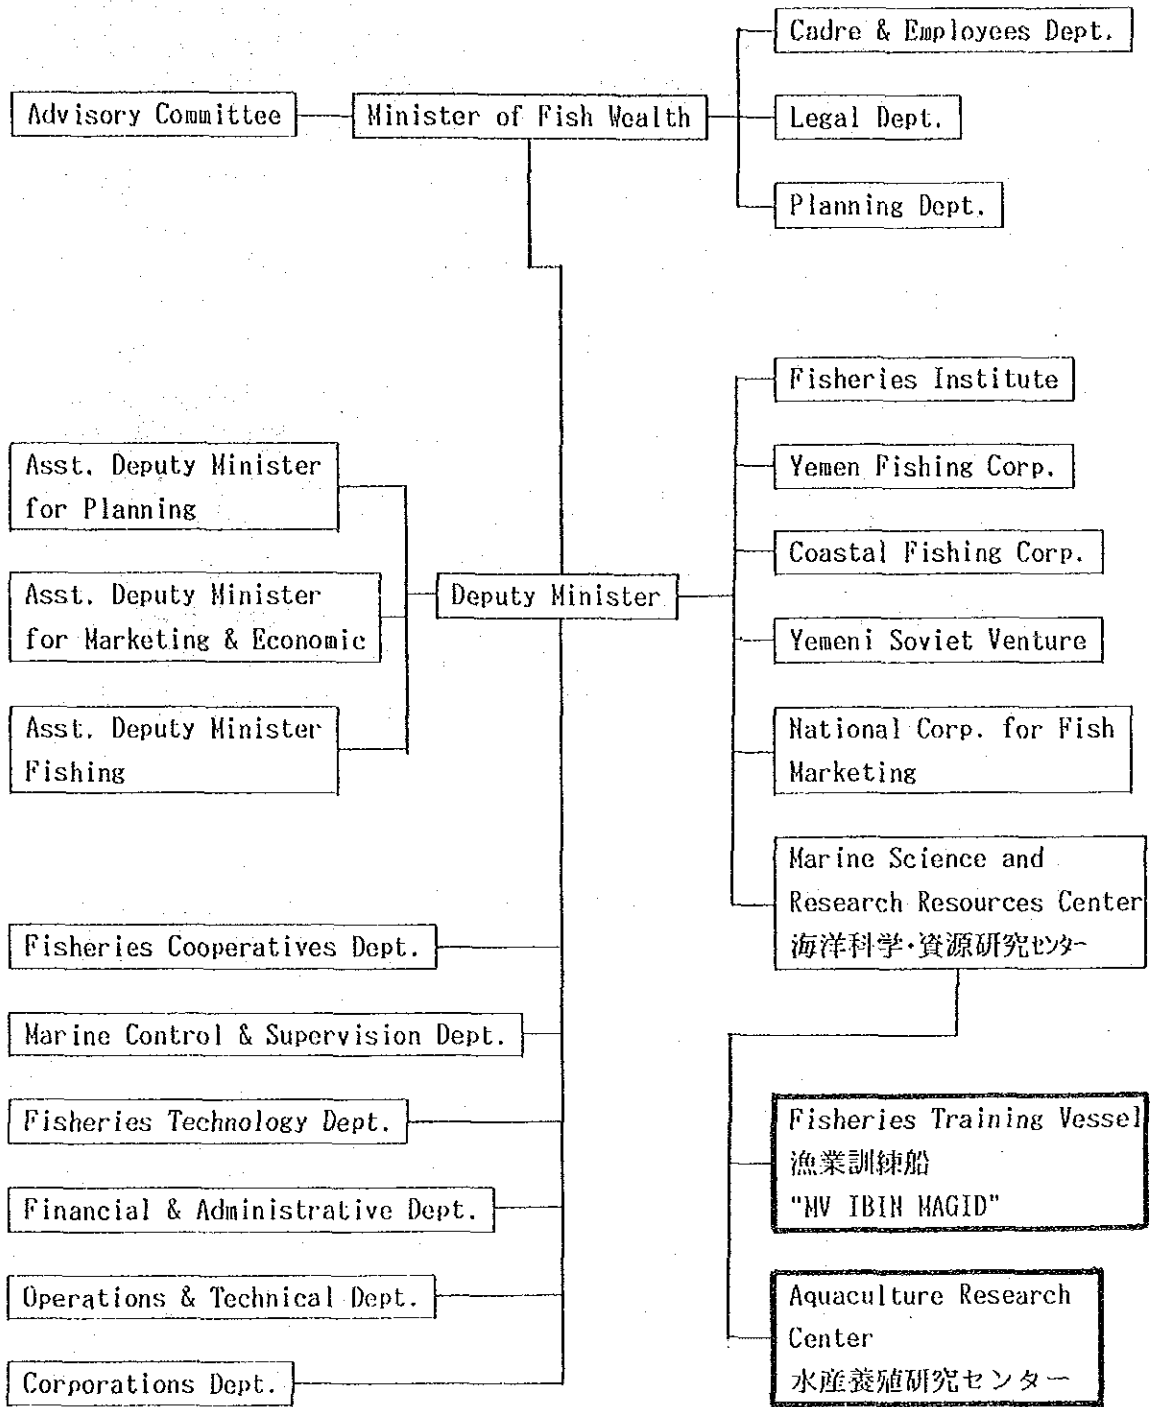 Cadre & Employees Dept.
Advisory Committee
Minister of Fish Wealth
Legal Dept.
Planning Dept.
Fisheries Institute
Asst. Deputy Minister
for Planning
Yemen Fishing Corp.
Coastal Fishing Corp.
Asst. Deputy Minister
for Marketing & Economic
Deputy Minister
Yemeni Soviet Venture
Asst. Deputy Minister
Fishing
National Corp. for Fish
Marketing
Marine Science and
Research Resources Center
海洋科学・資源研究センター
Fisheries Cooperatives Dept.
Marine Control & Supervision Dept.
Fisheries Technology Dept.
Financial & Administrative Dept.
Operations & Technical Dept.
Corporations Dept.
Fisheries Training Vessel
漁業訓練船
"MV IBIN MAGID"
Aquaculture Research
Center
水産養殖研究センター